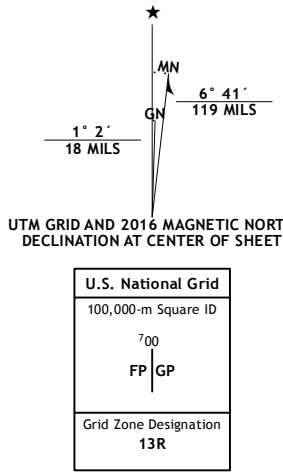 ★
MN
6° 41´
119 MILS
GN
1° 2´
18 MILS
UTM GRID AND 2016 MAGNETIC NORT
DECLINATION AT CENTER OF SHEET
U.S. National Grid
100,000-m Square ID
700
FP GP
Grid Zone Designation
13R